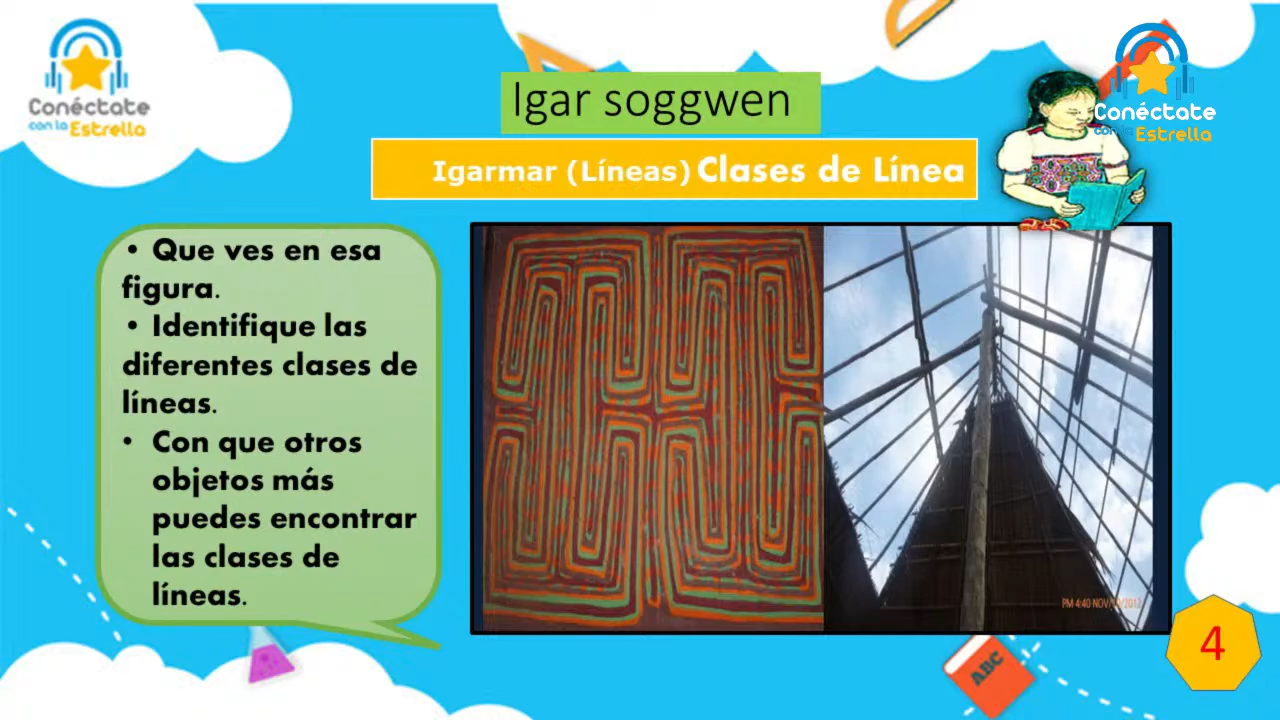 Conéctate
con la Estrella
Conéctate
con la Estrella
Igar soggwen
Igarmar (Líneas) Clases de Línea
• Que ves en esa
figura.
• Identifique las
diferentes clases de
líneas.
• Con que otros
objetos más
puedes encontrar
las clases de
líneas.
ABC
4